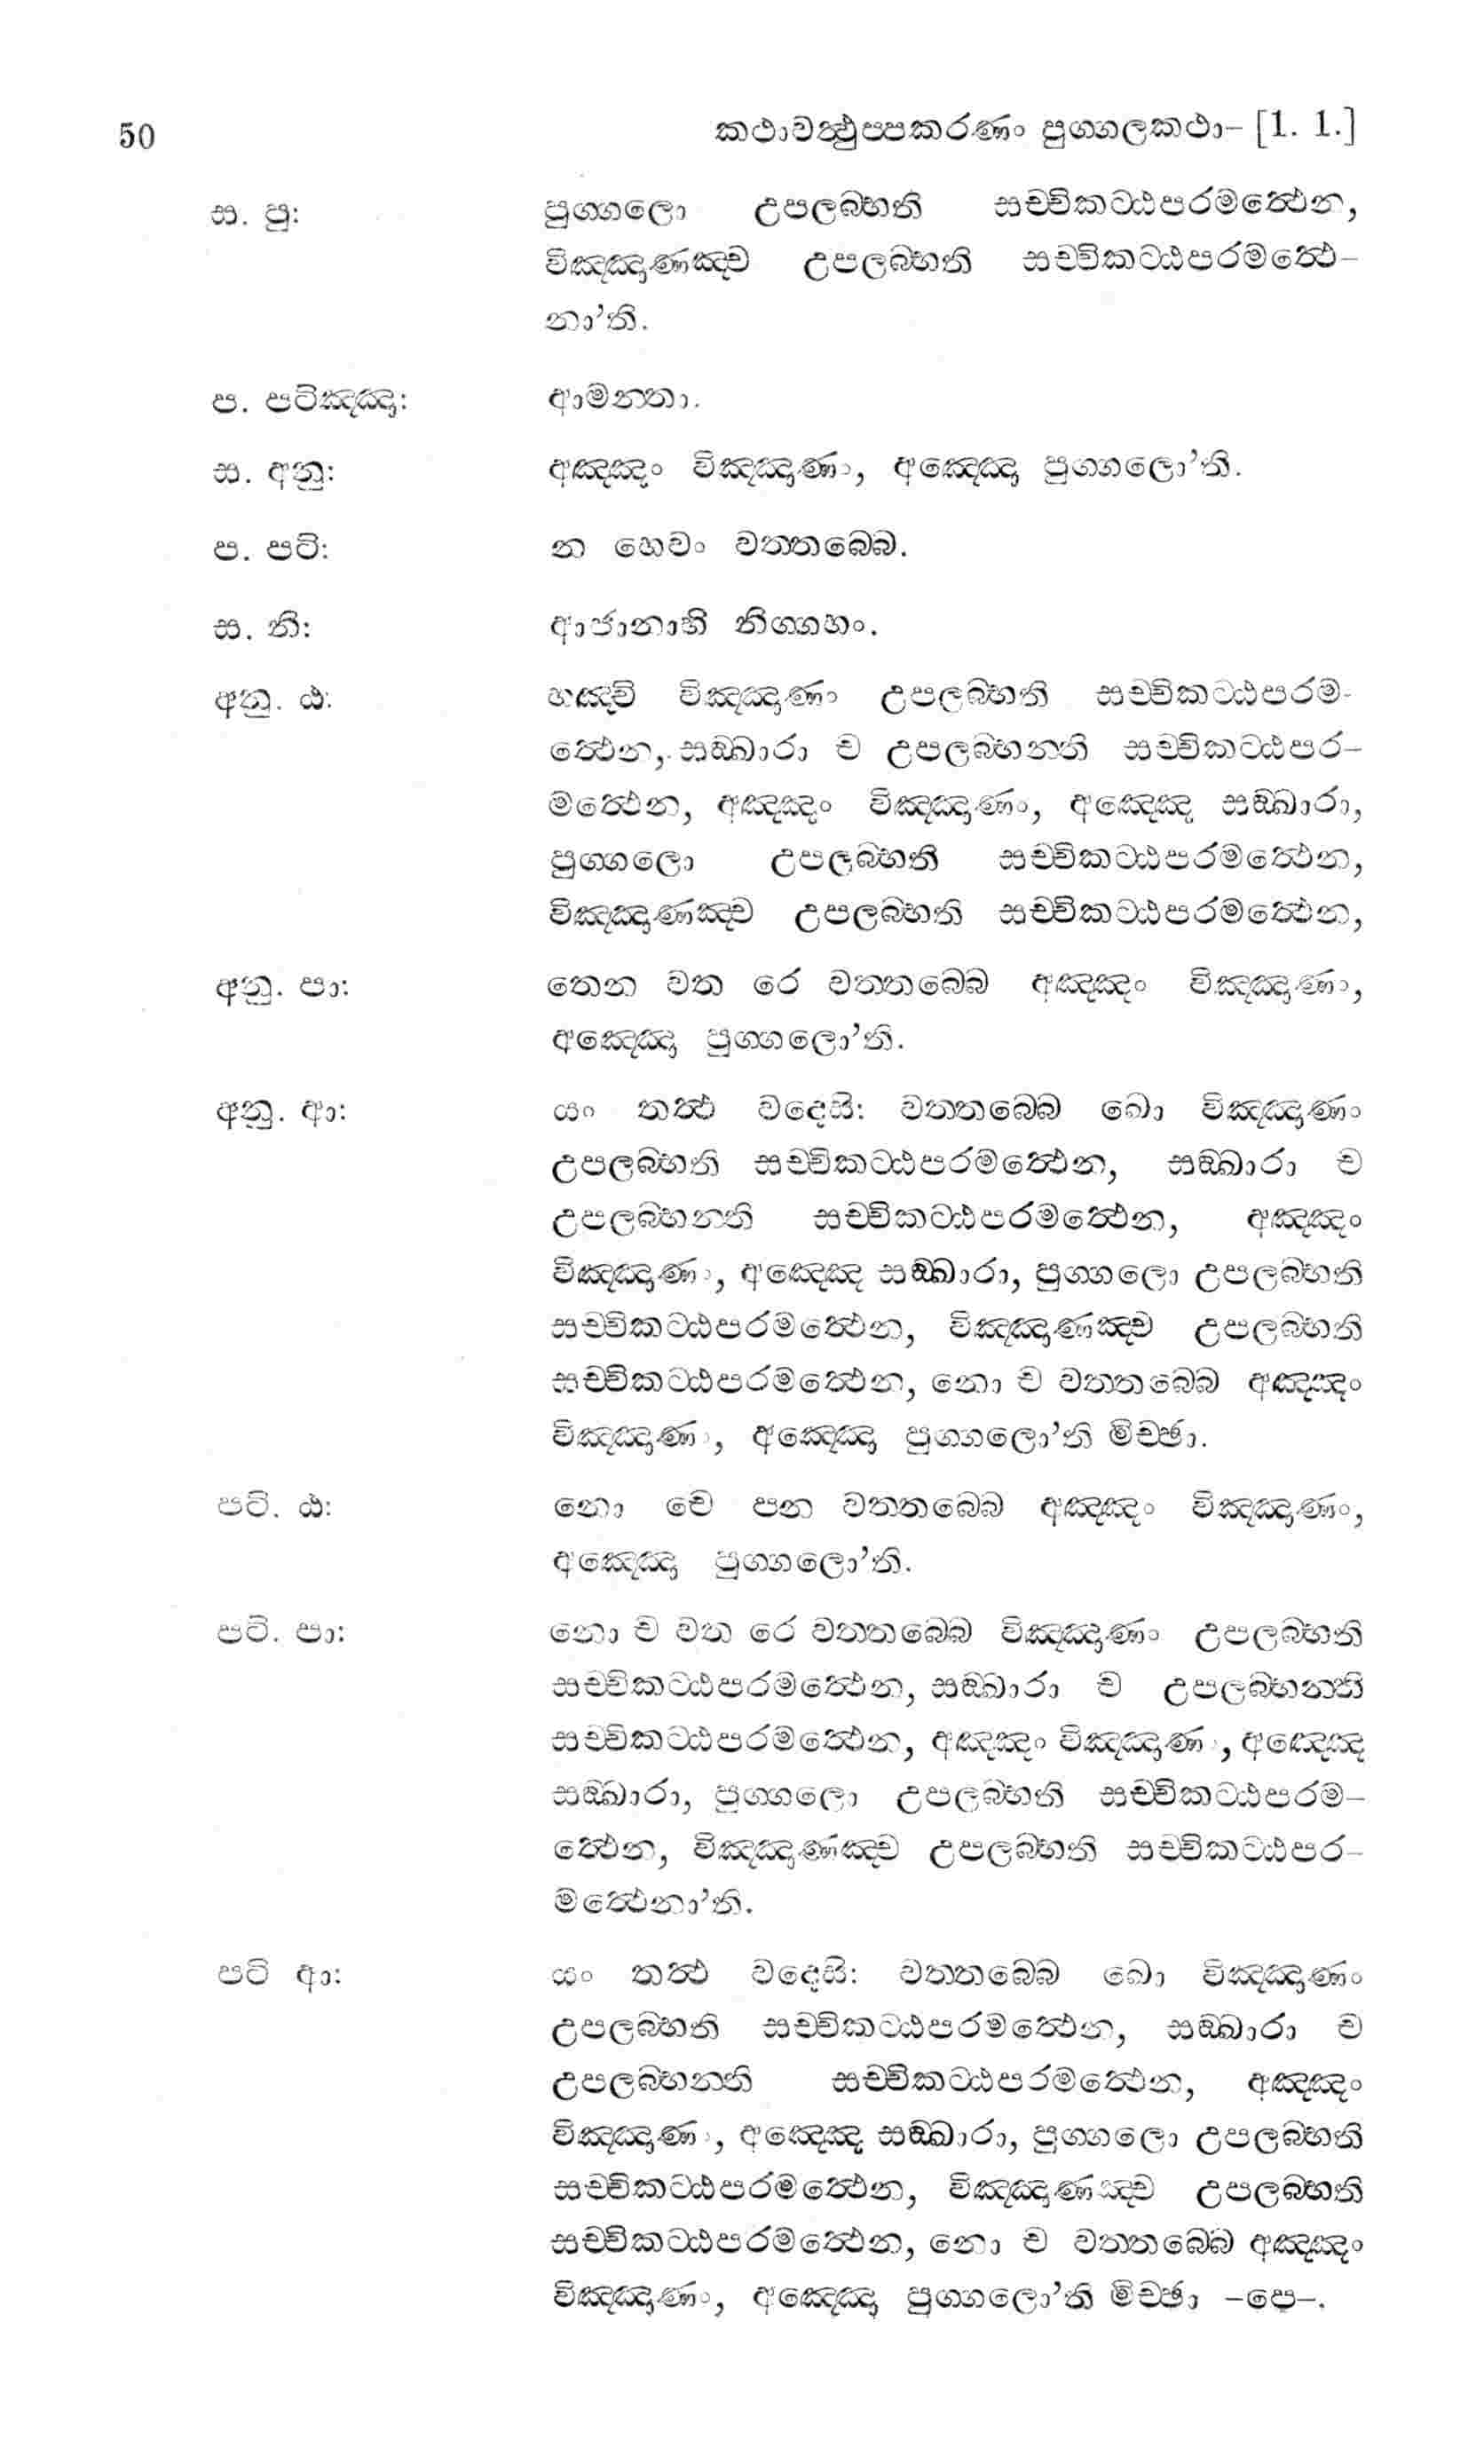 50 කථාවත්‍ථුප්‍පකරණං පුග්‍ගලකථා– [1. 1.]
ස. පු: පුග්‍ගලො උපලබ්භති සච්චිකට්ඨපරමත්‍ථෙන,
විඤ්ඤාණඤ්ච උපලබ්භති සච්චිකට්ඨපරමත්‍ථෙ–
නා’ති.
ප. පටිඤ්ඤා: ආමන්‍තා.
ස. අනු: අඤ්ඤං විඤ්ඤාණං, අඤ්ඤො පුග්‍ගලො’ති.
ප. පටි: න හෙවං වත්‍තබ්බෙ.
ස. නි: ආජානාහි නිග්‍ගහං.
අනු. ඨ: හඤ්චි විඤ්ඤාණං උපලබ්භති සච්චිකට්ඨපරම–
ත්‍ථෙන, සඞ්ඛාරා ච උපලබ්භන්‍ති සච්චිකට්ඨපර–
මත්‍ථෙන, අඤ්ඤං විඤ්ඤාණං, අඤ්ඤෙ සඞ්ඛාරා,
පුග්‍ගලො උපලබ්භති සච්චිකට්ඨපරමත්‍ථෙන,
විඤ්ඤාණඤ්ච උපලබ්භති සච්චිකට්ඨපරමත්‍ථෙන,
අනු. පා: තෙන වත රෙ වත්‍තබ්බෙ අඤ්ඤං විඤ්ඤාණං,
අඤ්ඤො පුග්‍ගලො’ති.
අනු. ආ: යං තත්‍ථ වදෙසි: වත්‍තබ්බෙ ඛො විඤ්ඤාණං
උපලබ්භති සච්චිකට්ඨපරමත්‍ථෙන, සඞ්ඛාරා ච
උපලබ්භන්‍ති සච්චිකට්ඨපරමත්‍ථෙන, අඤ්ඤං
විඤ්ඤාණං, අඤ්ඤෙ සඞ්ඛාරා, පුග්‍ගලො උපලබ්භති
සච්චිකට්ඨපරමත්‍ථෙන, විඤ්ඤාණඤ්ච උපලබ්භති
සච්චිකට්ඨපරමත්‍ථෙන, නො ච වත්‍තබ්බෙ අඤ්ඤං
විඤ්ඤාණං, අඤ්ඤො පුග්‍ගලො’ති මිච්ඡා.
පටි. ඨ: නො චෙ පන වත්‍තබ්බෙ අඤ්ඤං විඤ්ඤාණං,
අඤ්ඤො පුග්‍ගලො’ති.
පටි. පා: නො ච වත රෙ වත්‍තබ්බෙ විඤ්ඤාණං උපලබ්භති
සච්චිකට්ඨපරමත්‍ථෙන, සඞ්ඛාරා ච උපලබ්භන්‍ති
සච්චිකට්ඨපරමත්‍ථෙන, අඤ්ඤං විඤ්ඤාණං, අඤ්ඤෙ
සඞ්ඛාරා, පුග්‍ගලො උපලබ්භති සච්චිකට්ඨපරම–
ත්‍ථෙන, විඤ්ඤාණඤ්ච උපලබ්භති සච්චිකට්ඨපර–
මත්‍ථෙනා’ති.
පටි ආ: යං තත්‍ථ වදෙසි: වත්‍තබ්බෙ ඛො විඤ්ඤාණං
උපලබ්භති සච්චිකට්ඨපරමත්‍ථෙන, සඞ්ඛාරා ච
උපලබ්භන්‍ති සච්චිකට්ඨපරමත්‍ථෙන, අඤ්ඤං
විඤ්ඤාණං, අඤ්ඤෙ සඞ්ඛාරා, පුග්‍ගලො උපලබ්භති
සච්චිකට්ඨපරමත්‍ථෙන, විඤ්ඤාණඤ්ච උපලබ්භති
සච්චිකට්ඨපරමත්‍ථෙන, නො ච වත්‍තබ්බෙ අඤ්ඤං
විඤ්ඤාණං, අඤ්ඤො පුග්‍ගලො’ති මිච්ඡා –පෙ–.